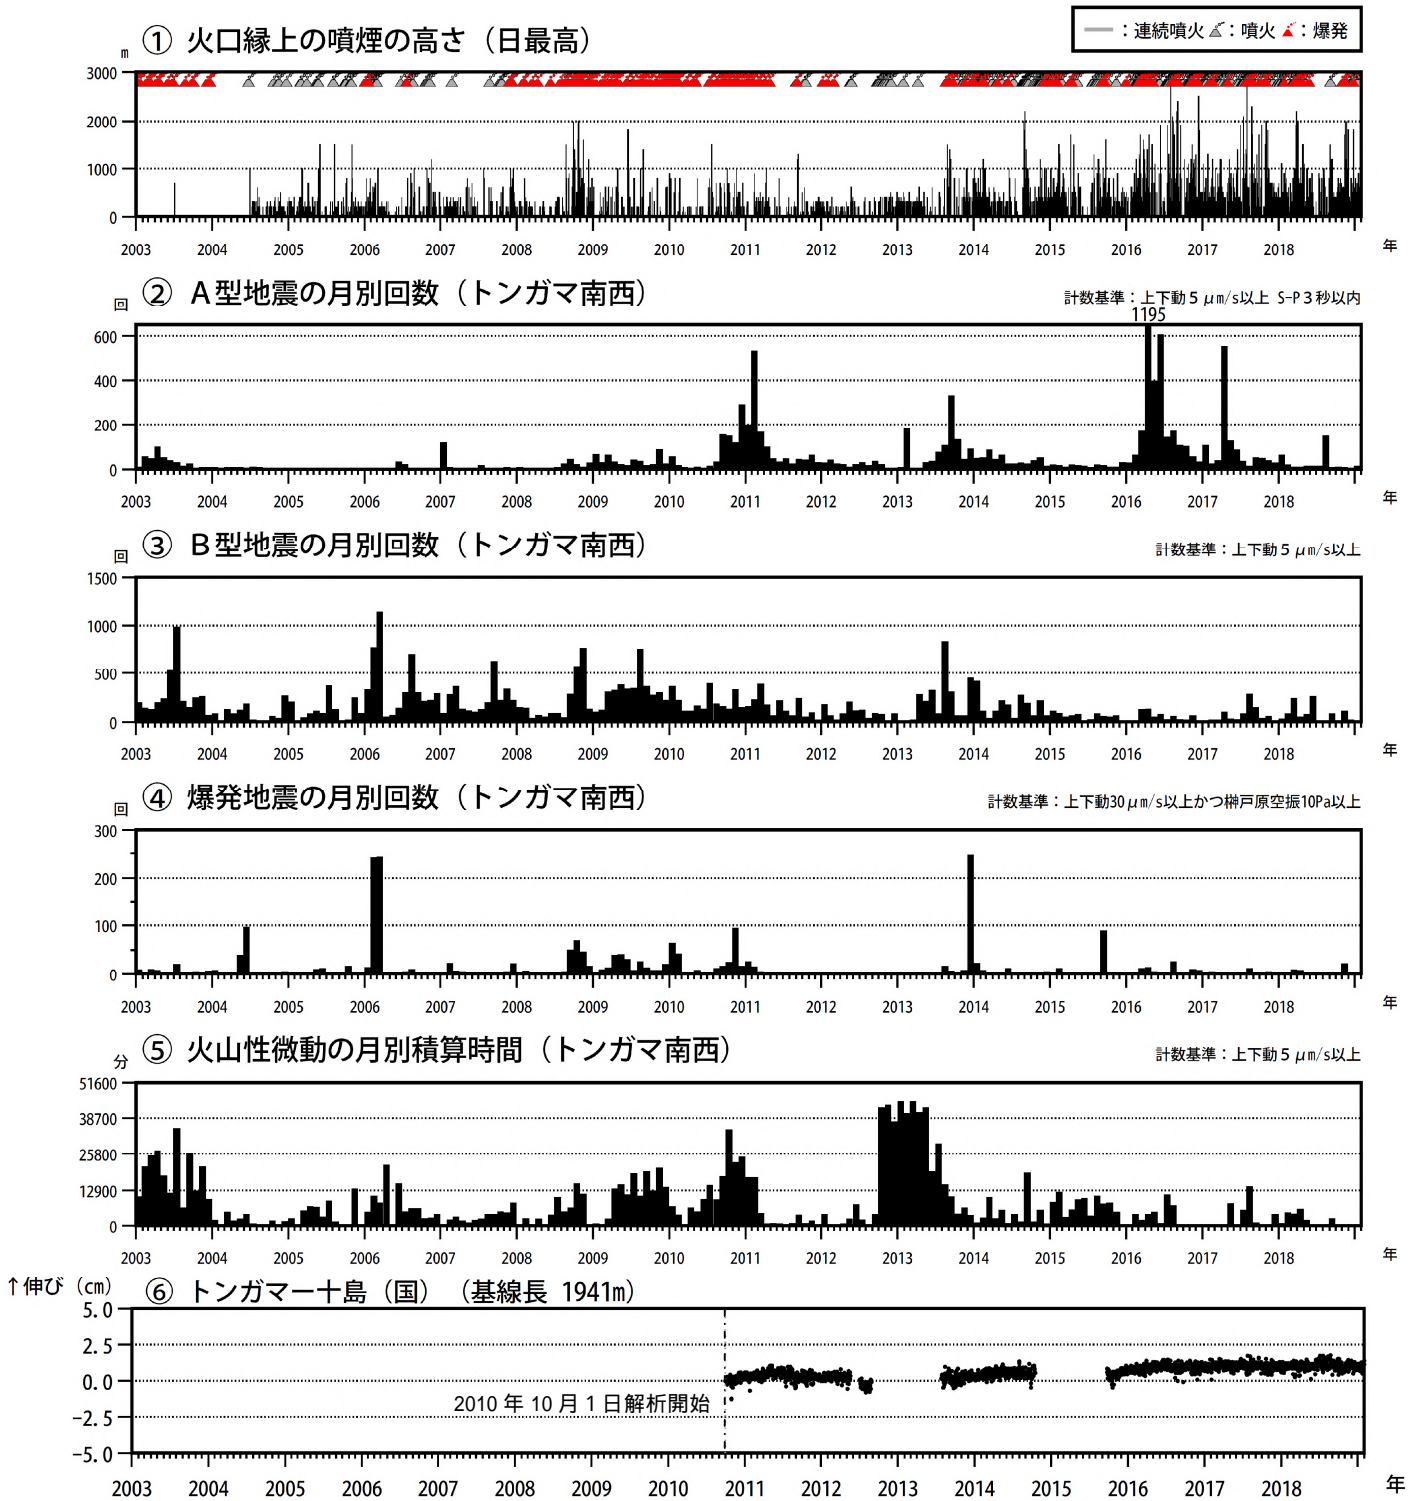 ：連続噴火 ：噴火 ：爆発
① 火口縁上の噴煙の高さ（日最高）
m
3000
2000
1000
0
2003 2004 2005 2006 2007 2008 2009 2010 2011 2012 2013 2014 2015 2016 2017 2018 年
② A型地震の月別回数（トンガマ南西）
回
計数基準：上下動５μm/s以上 S-P３秒以内
1195
600
400
200
0
2003 2004 2005 2006 2007 2008 2009 2010 2011 2012 2013 2014 2015 2016 2017 2018 年
③ B型地震の月別回数（トンガマ南西）
回
計数基準：上下動５μm/s以上
1500
1000
500
0
2003 2004 2005 2006 2007 2008 2009 2010 2011 2012 2013 2014 2015 2016 2017 2018 年
④ 爆発地震の月別回数（トンガマ南西）
回
計数基準：上下動30μm/s以上かつ榊戸原空振10Pa以上
300
200
100
0
2003 2004 2005 2006 2007 2008 2009 2010 2011 2012 2013 2014 2015 2016 2017 2018 年
⑤ 火山性微動の月別積算時間（トンガマ南西）
分
計数基準：上下動５μm/s以上
51600
38700
25800
12900
0
2003 2004 2005 2006 2007 2008 2009 2010 2011 2012 2013 2014 2015 2016 2017 2018 年
↑伸び（cm）
⑥ トンガマー十島（国）（基線長 1941m）
5.0
2.5
0.0
-2.5
-5.0
2010 年 10 月 1 日解析開始
2003 2004 2005 2006 2007 2008 2009 2010 2011 2012 2013 2014 2015 2016 2017 2018 年